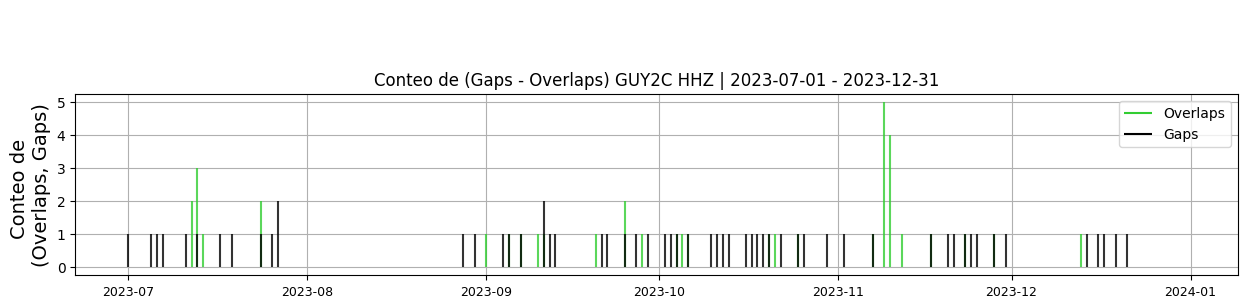 Conteo de (Gaps - Overlaps) GUY2C HHZ | 2023-07-01 - 2023-12-31
Conteo de
(Overlaps, Gaps)
5
4
3
2
1
0
Overlaps
Gaps
2023-07
2023-08
2023-09
2023-10
2023-11
2023-12
2024-01